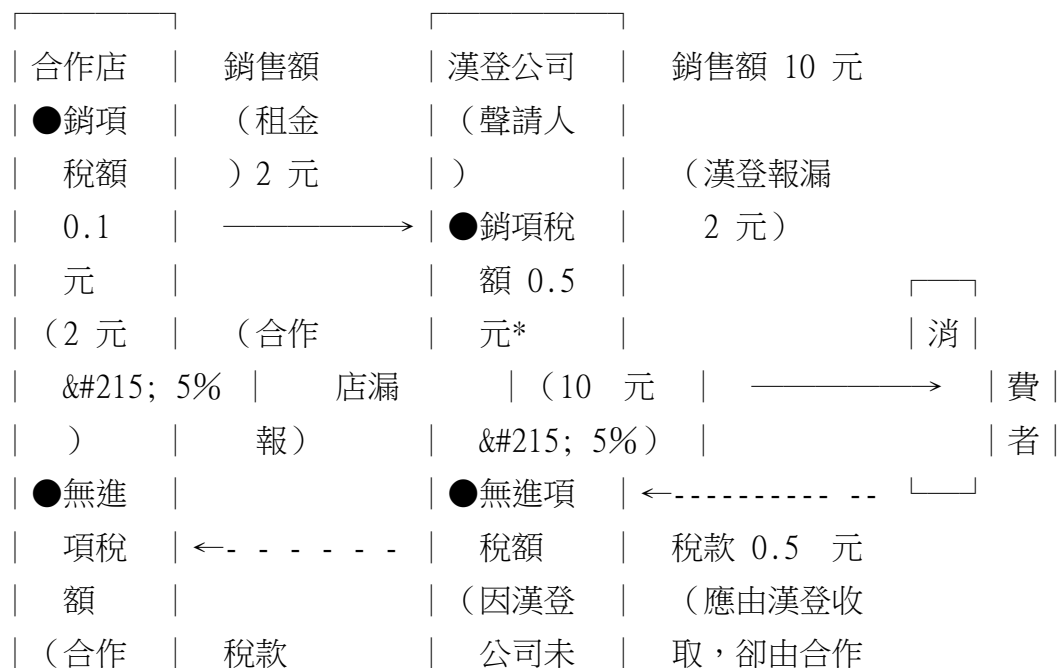 ┌─────┐ ┌──────┐
│合作店 │ 銷售額 │漢登公司 │ 銷售額 10 元
│●銷項 │ (租金 │(聲請人 │
│ 稅額 │ )2 元 │) │ (漢登報漏
│ 0.1 │ ──────→│●銷項稅 │ 2 元)
│ 元 │ │ 額 0.5 │ ┌──┐
│(2 元 │ (合作 │ 元* │ │消│
│ &#215; 5% │ 店漏 │(10 元 │ ──────→ │費│
│ ) │ 報) │ &#215; 5%) │ │者│
│●無進 │ │●無進項 │←---------- -- └──┘
│ 項稅 │←- - - - - - │ 稅額 │ 稅款 0.5 元
│ 額 │ │(因漢登 │ (應由漢登收
│(合作 │ 稅款 │ 公司未 │ 取,卻由合作